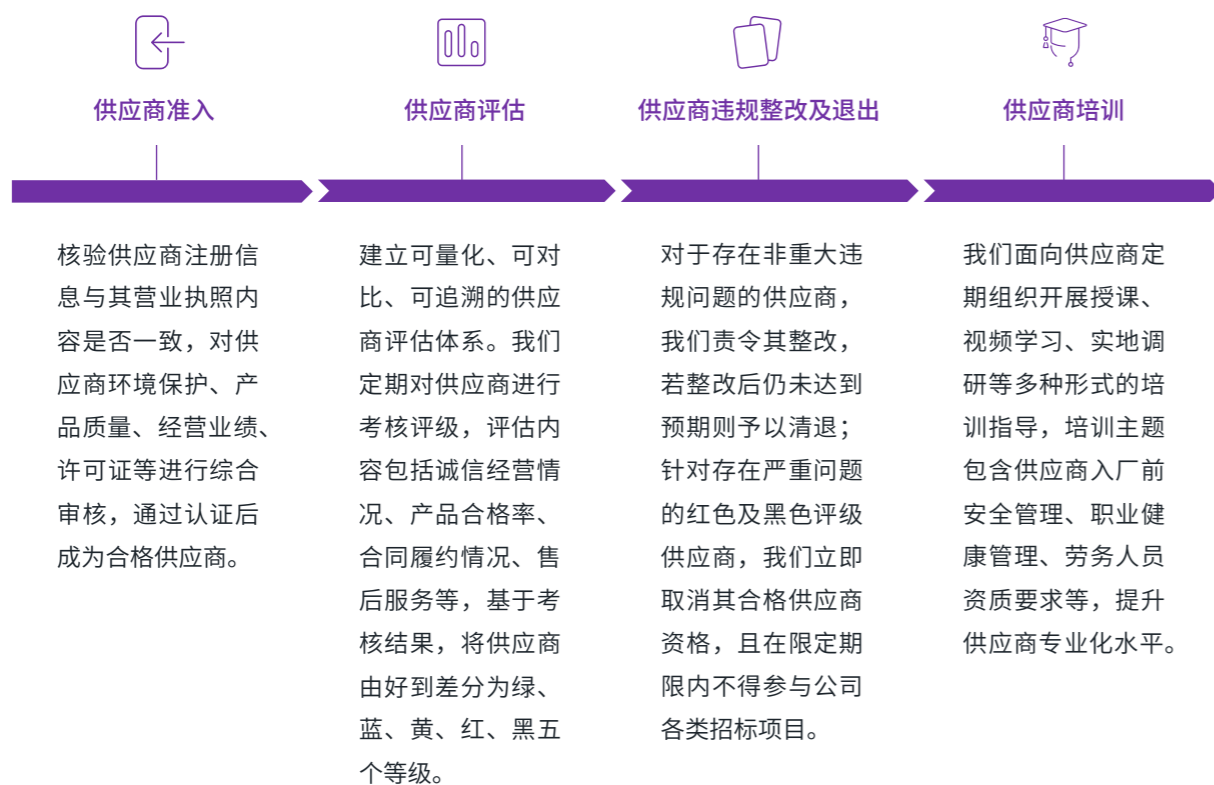 供应商准入
核验供应商注册信
息与其营业执照内
容是否一致，对供
应商环境保护、产
品质量、经营业绩、
许可证等进行综合
审核，通过认证后
成为合格供应商。
供应商评估
建立可量化、可对
比、可追溯的供应
商评估体系。我们
定期对供应商进行
考核评级，评估内
容包括诚信经营情
况、产品合格率、
合同履约情况、售
后服务等，基于考
核结果，将供应商
由好到差分为绿、
蓝、黄、红、黑五
个等级。
供应商违规整改及退出
对于存在非重大违
规问题的供应商，
我们责令其整改，
若整改后仍未达到
预期则予以清退；
针对存在严重问题
的红色及黑色评级
供应商，我们立即
取消其合格供应商
资格，且在限定期
限内不得参与公司
各类招标项目。
供应商培训
我们面向供应商定
期组织开展授课、
视频学习、实地调
研等多种形式的培
训指导，培训主题
包含供应商入厂前
安全管理、职业健
康管理、劳务人员
资质要求等，提升
供应商专业化水平。